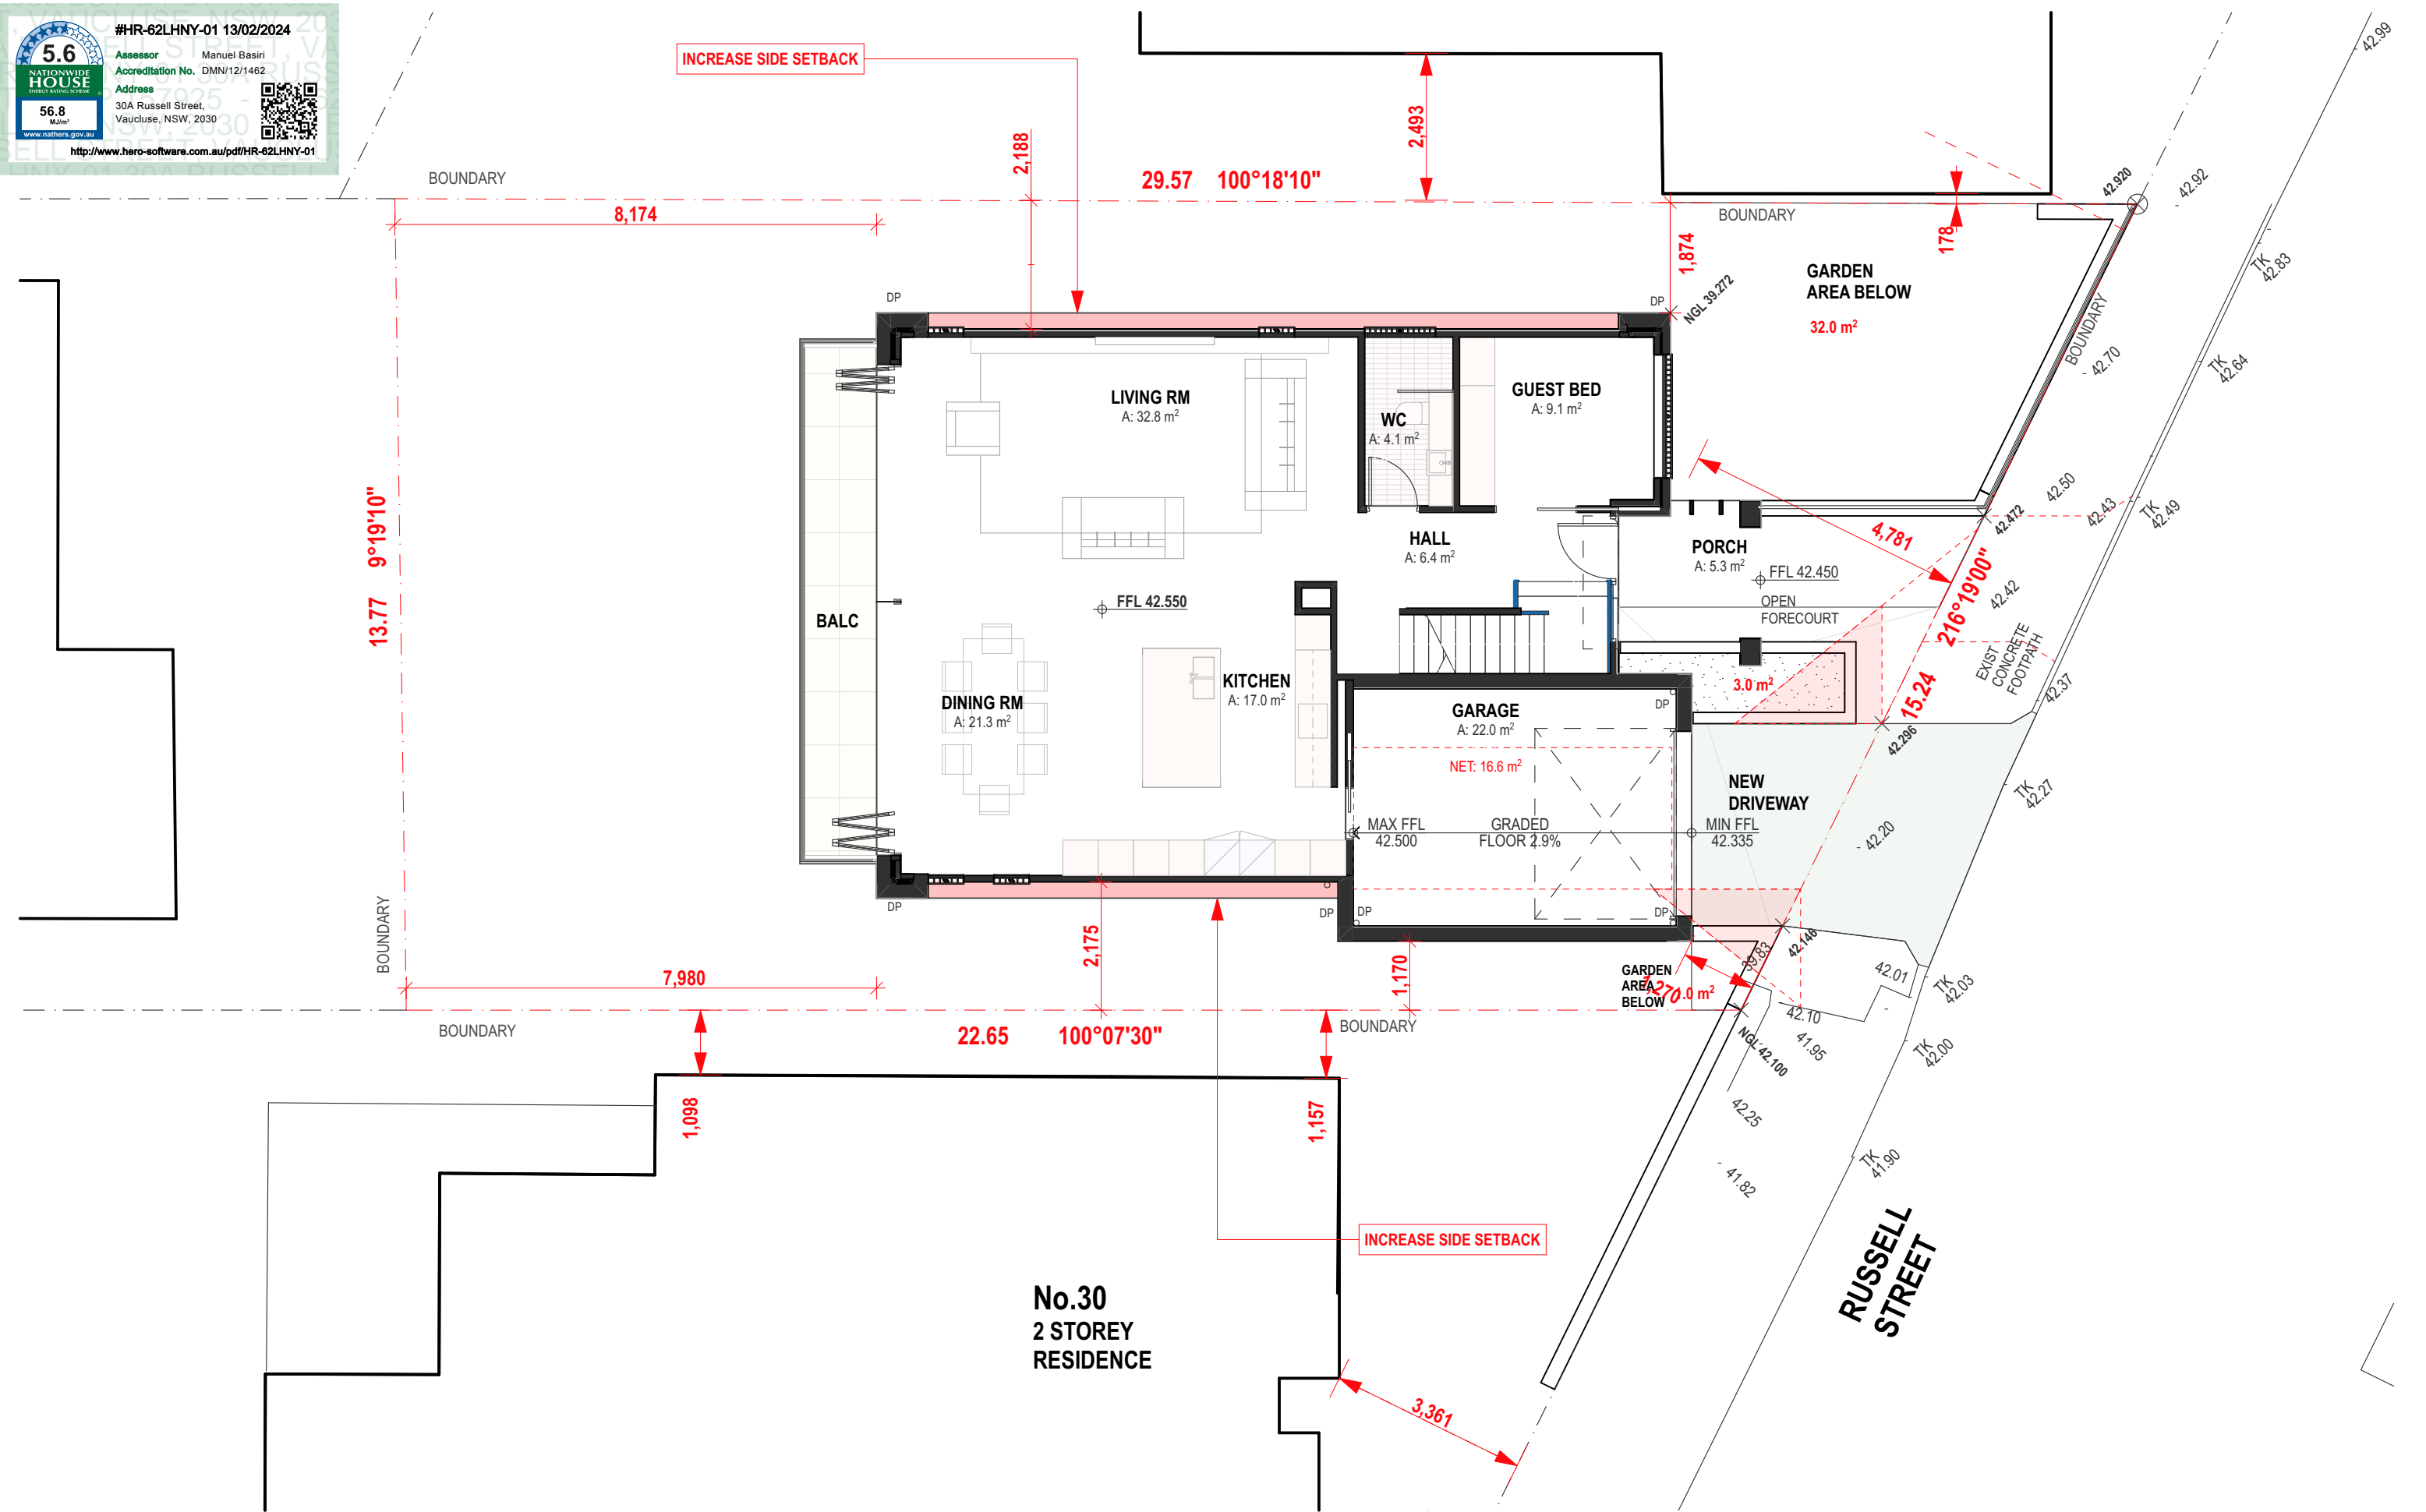 #HR-62LHNY-01 13/02/2024
5.6
NATIONWIDE
HOUSE
ENERGY RATING SCHEME
56.8
MJ/m²
www.nathers.gov.au
Assessor Manuel Basiri
Accreditation No. DMN/12/1462
Address
30A Russell Street,
Vaucluse, NSW, 2030
http://www.hero-software.com.au/pdf/HR-62LHNY-01
INCREASE SIDE SETBACK
BOUNDARY
8,174
2,188
29.57 100°18'10"
2,493
1,874
BOUNDARY
178
42.920
42.92
42.99
TK
42.83
GARDEN
AREA BELOW
32.0 m²
BOUNDARY
42.70
TK
42.64
DP
DP
NGL 39.272
LIVING RM
A: 32.8 m²
WC
A: 4.1 m²
GUEST BED
A: 9.1 m²
13.77 9°19'10"
BOUNDARY
HALL
A: 6.4 m²
PORCH
A: 5.3 m²
FFL 42.450
OPEN
FORECOURT
4,781
42.472
42.50
42.43
TK
42.49
15.24 216°19'00"
42.42
EXIST
CONCRETE
FOOTPATH
42.37
BALC
FFL 42.550
DINING RM
A: 21.3 m²
KITCHEN
A: 17.0 m²
GARAGE
A: 22.0 m²
NET: 16.6 m²
DP
3.0 m²
42.296
NEW
DRIVEWAY
MAX FFL
42.500
GRADED
FLOOR 2.9%
MIN FFL
42.335
42.20
TK
42.27
DP
DP
DP
DP
7,980
2,175
1,170
GARDEN
AREA
BELOW
1,270
.0 m²
39.83
42.146
42.01
TK
42.03
42.10
41.95
NGL 42.100
TK
42.00
BOUNDARY
22.65 100°07'30"
BOUNDARY
1,098
1,157
42.25
41.82
TK
41.90
INCREASE SIDE SETBACK
No.30
2 STOREY
RESIDENCE
3,361
RUSSELL
STREET